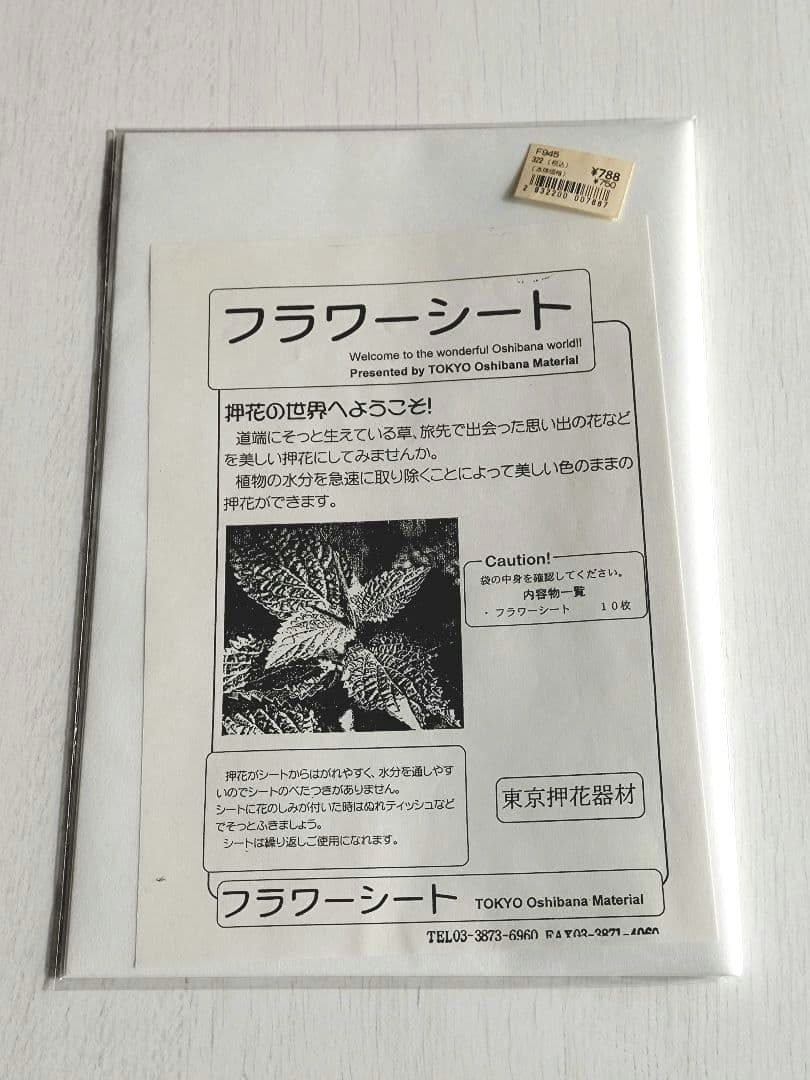 F945
322 (税込) ¥788
(本体価格) ¥750
2 932200 007887
フラワーシート
Welcome to the wonderful Oshibana world!!
Presented by TOKYO Oshibana Material
押花の世界へようこそ!
道端にそっと生えている草、旅先で出会った思い出の花など
を美しい押花にしてみませんか。
植物の水分を急速に取り除くことによって美しい色のままの
押花ができます。
Caution!
袋の中身を確認してください。
内容物一覧
・フラワーシート 10枚
押花がシートからはがれやすく、水分を通しやす
いのでシートのべたつきがありません。
シートに花のしみが付いた時はぬれティッシュなど
でそっとふきましょう。
シートは繰り返しご使用になれます。
東京押花器材
フラワーシート TOKYO Oshibana Material
TEL03-3873-6960 FAX03-3871-4060